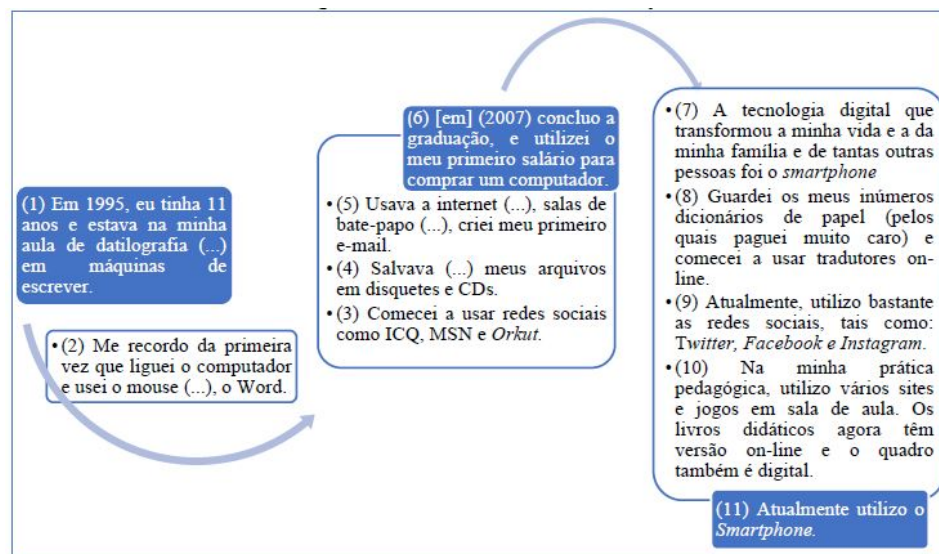 (1) Em 1995, eu tinha 11
anos e estava na minha
aula de datilografia (...)
em máquinas de
escrever.
• (2) Me recordo da primeira
vez que liguei o computador
e usei o mouse (...), o Word.
(6) [em] (2007) concluo a
graduação, e utilizei o
meu primeiro salário para
comprar um computador.
• (5) Usava a internet (...), salas de
bate-papo (...), criei meu primeiro
e-mail.
• (4) Salvava (...) meus arquivos
em disquetes e CDs.
• (3) Comecei a usar redes sociais
como ICQ, MSN e Orkut.
• (7) A tecnologia digital que
transformou a minha vida e a da
minha família e de tantas outras
pessoas foi o smartphone
• (8) Guardei os meus inúmeros
dicionários de papel (pelos
quais paguei muito caro) e
comecei a usar tradutores on-
line.
• (9) Atualmente, utilizo bastante
as redes sociais, tais como:
Twitter, Facebook e Instagram.
• (10) Na minha prática
pedagógica, utilizo vários sites
e jogos em sala de aula. Os
livros didáticos agora têm
versão on-line e o quadro
também é digital.
(11) Atualmente utilizo o
Smartphone.